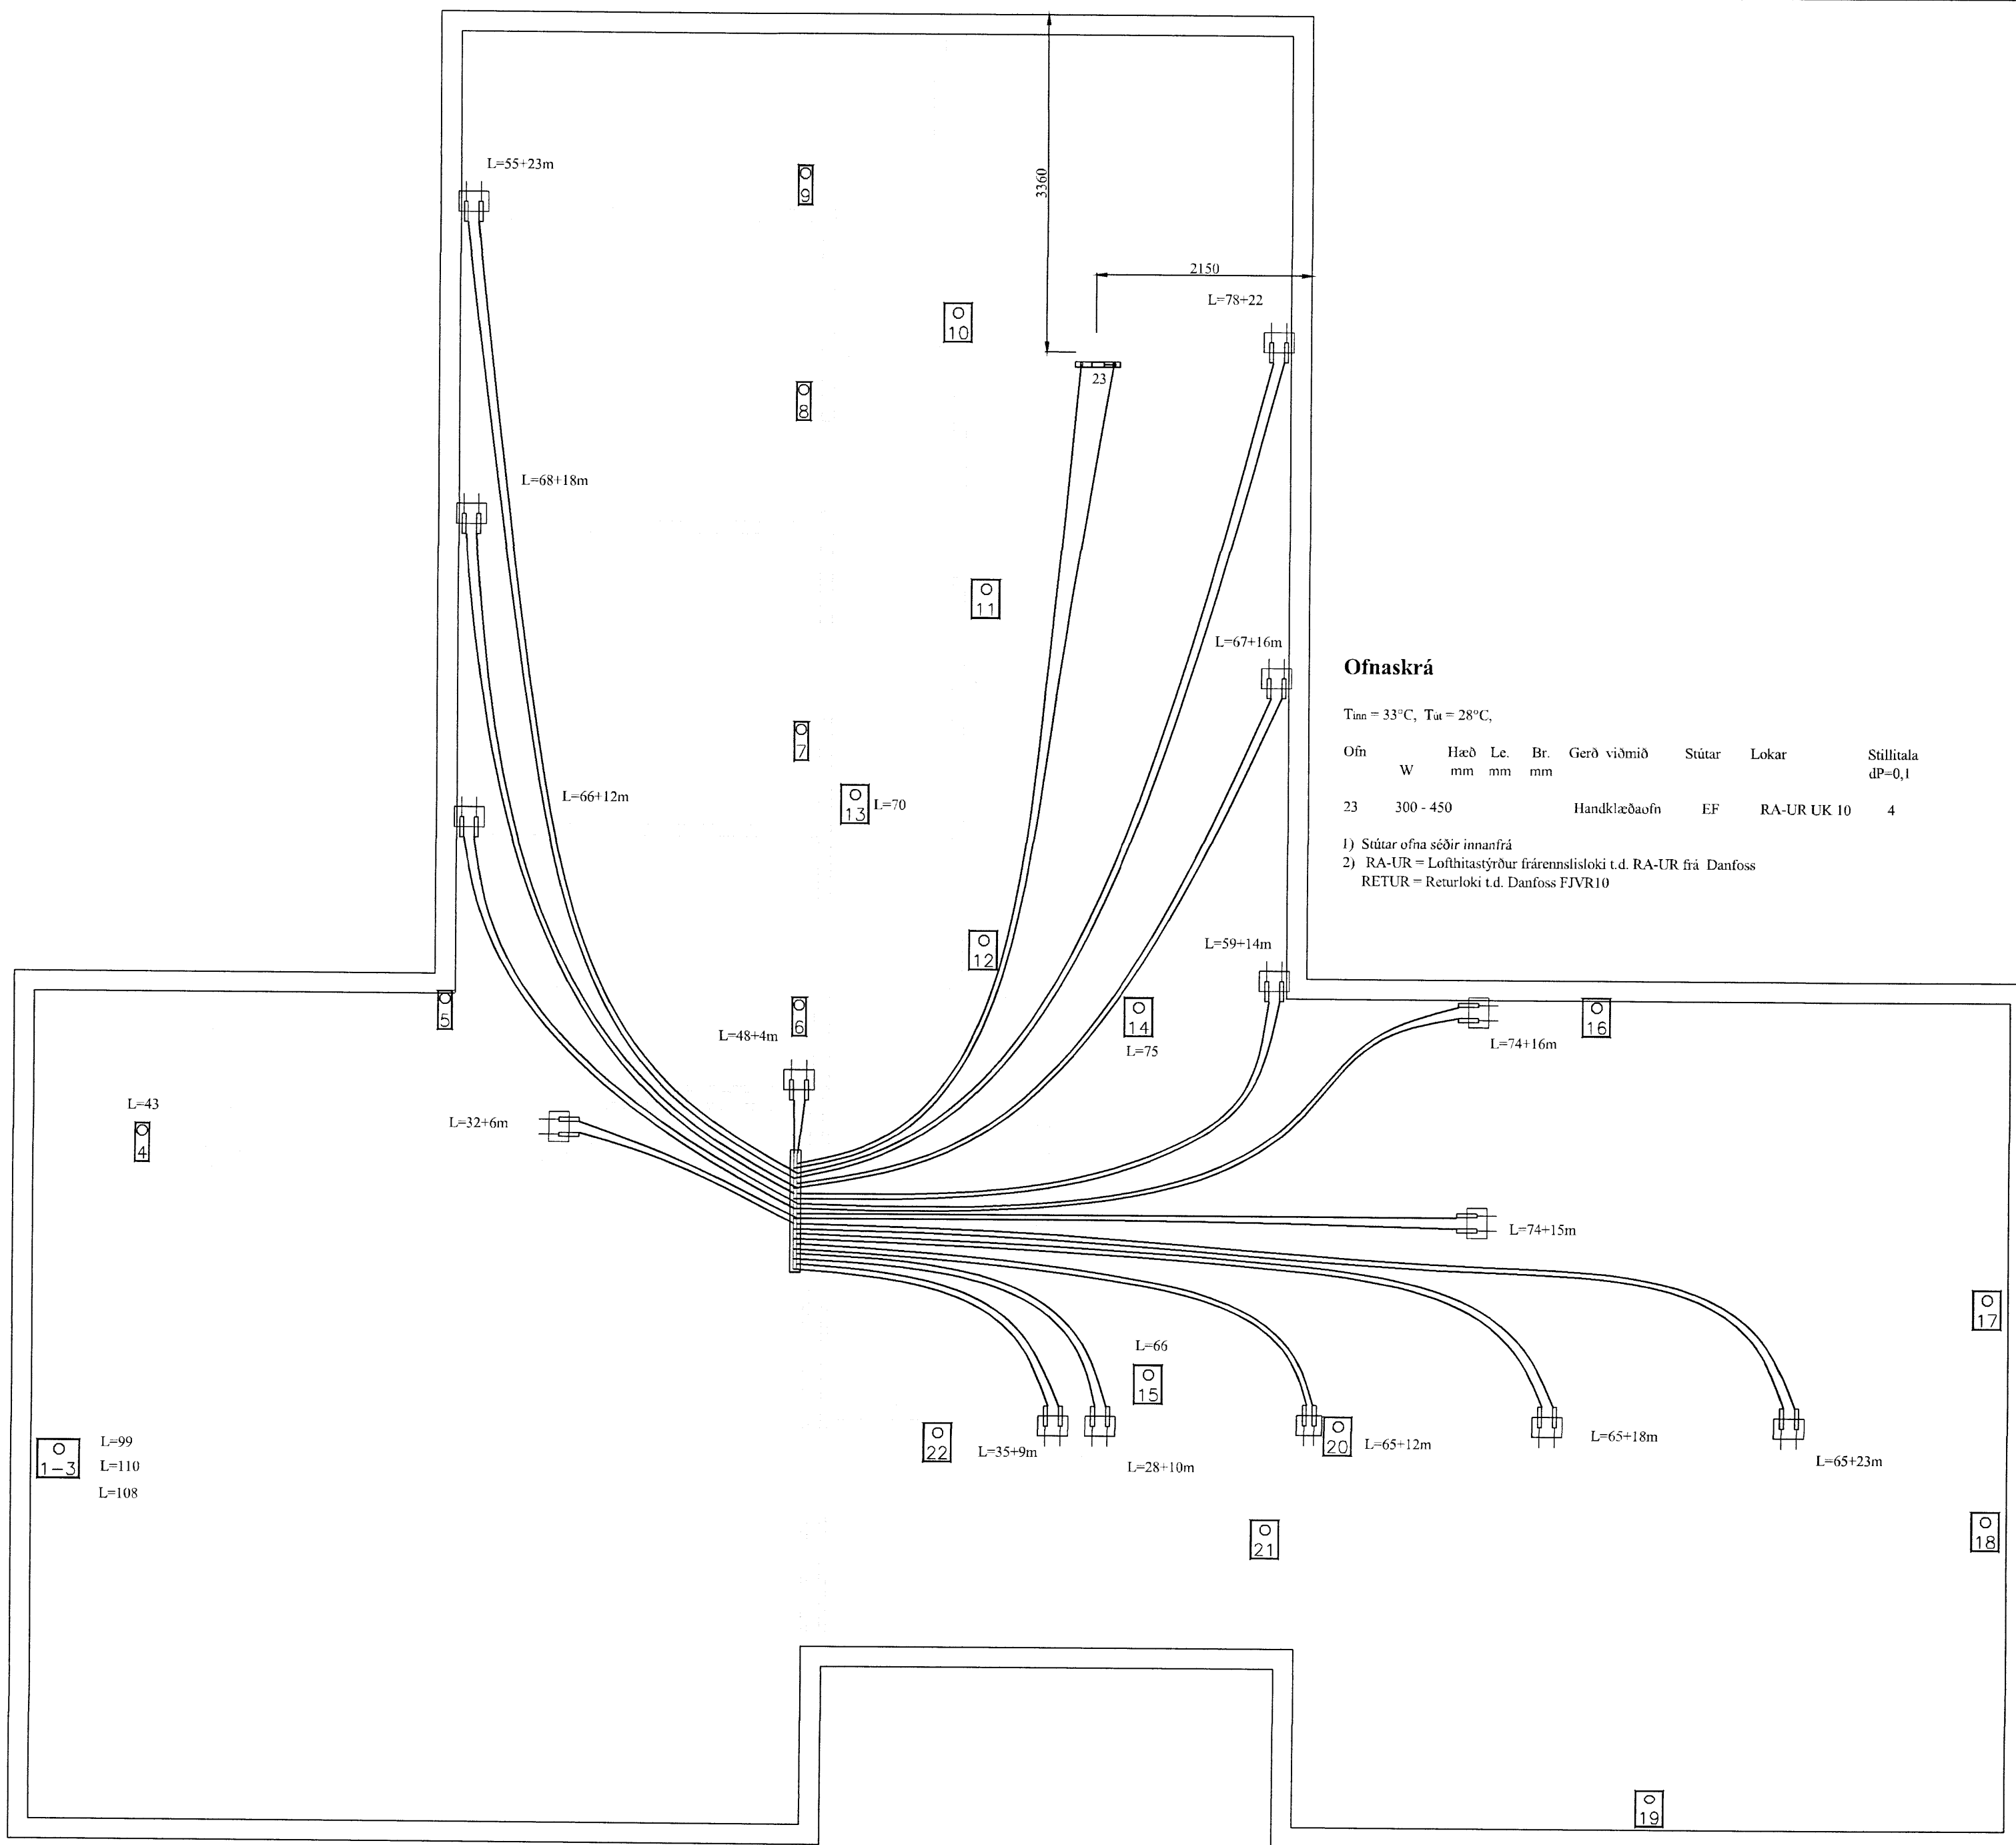 L=55+23m
9
3360
2150
L=78+22
10
23
8
L=68+18m
11
L=67+16m
Ofnaskrá
Tinn = 33°C, Tút = 28°C,
Ofn Hæð Le. Br. Gerð viðmið Stútar Lokar Stillitala
W mm mm mm dP=0,1
23 300 - 450 Handklæðaofn EF RA-UR UK 10 4
1) Stútar ofna séðir innanfrá
2) RA-UR = Lofthitastýrður frárennslisloki t.d. RA-UR frá Danfoss
RETUR = Returloki t.d. Danfoss FJVR10
7
L=66+12m
13 L=70
12
L=59+14m
5
6
14
16
L=48+4m
L=75
L=74+16m
L=43
4
L=32+6m
L=74+15m
17
L=66
15
22
L=35+9m
L=28+10m
20
L=65+12m
L=65+18m
L=65+23m
1-3
L=99
L=110
L=108
21
18
19